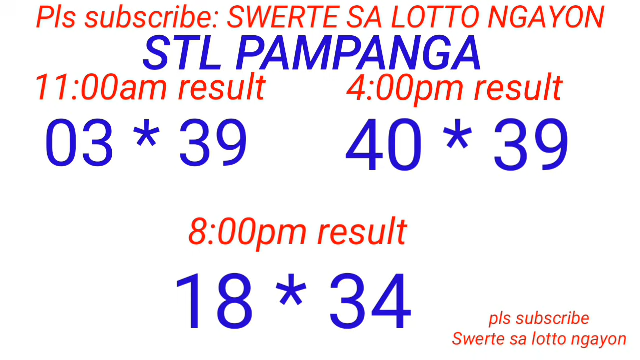 Pls subscribe: SWERTE SA LOTTO NGAYON
STL PAMPANGA
11:00am result
03 * 39
4:00pm result
40 * 39
8:00pm result
18 * 34
pls subscribe
Swerte sa lotto ngayon